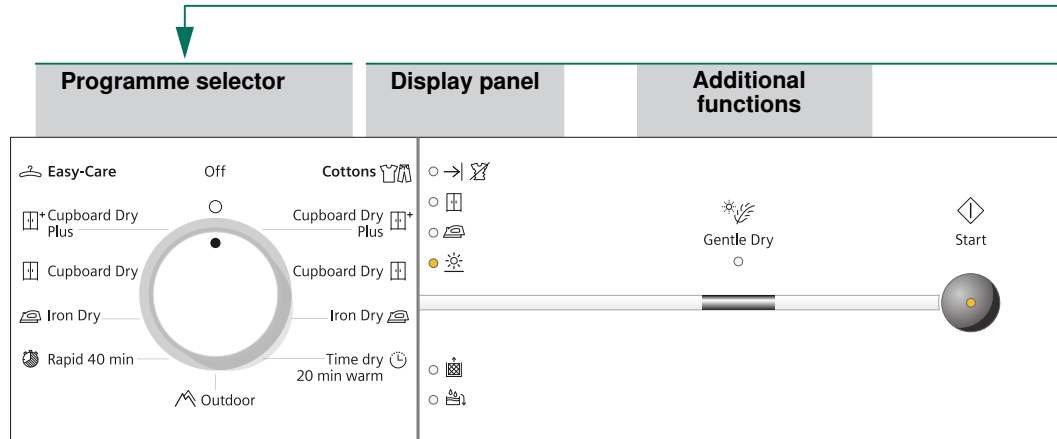 Programme selector
Display panel
Additional
functions
Easy-Care
Off
Cottons
Cupboard Dry
Plus
Cupboard Dry
Plus
Cupboard Dry
Cupboard Dry
Iron Dry
Iron Dry
Rapid 40 min
Time dry
20 min warm
Outdoor
Gentle Dry
Start